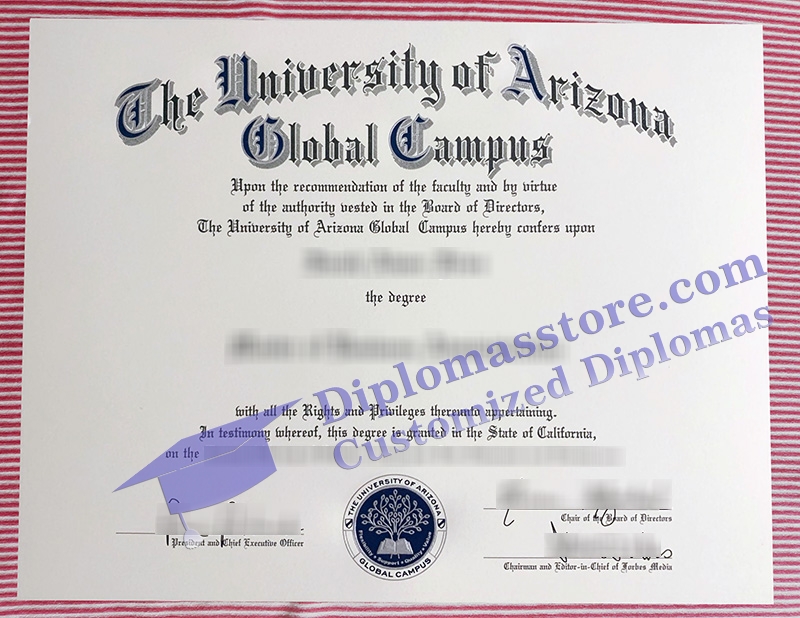 The University of Arizona
Global Campus
Upon the recommendation of the faculty and by virtue
of the authority vested in the Board of Directors,
The University of Arizona Global Campus hereby confers upon
the degree
Diplomasstore.com
Customized Diplomas
with all the Rights and Privileges thereunto appertaining.
In testimony whereof, this degree is granted in the State of California,
on the
THE UNIVERSITY OF ARIZONA
GLOBAL CAMPUS
President and Chief Executive Officer
Chair of the Board of Directors
Chairman and Editor-in-Chief of Forbes Media